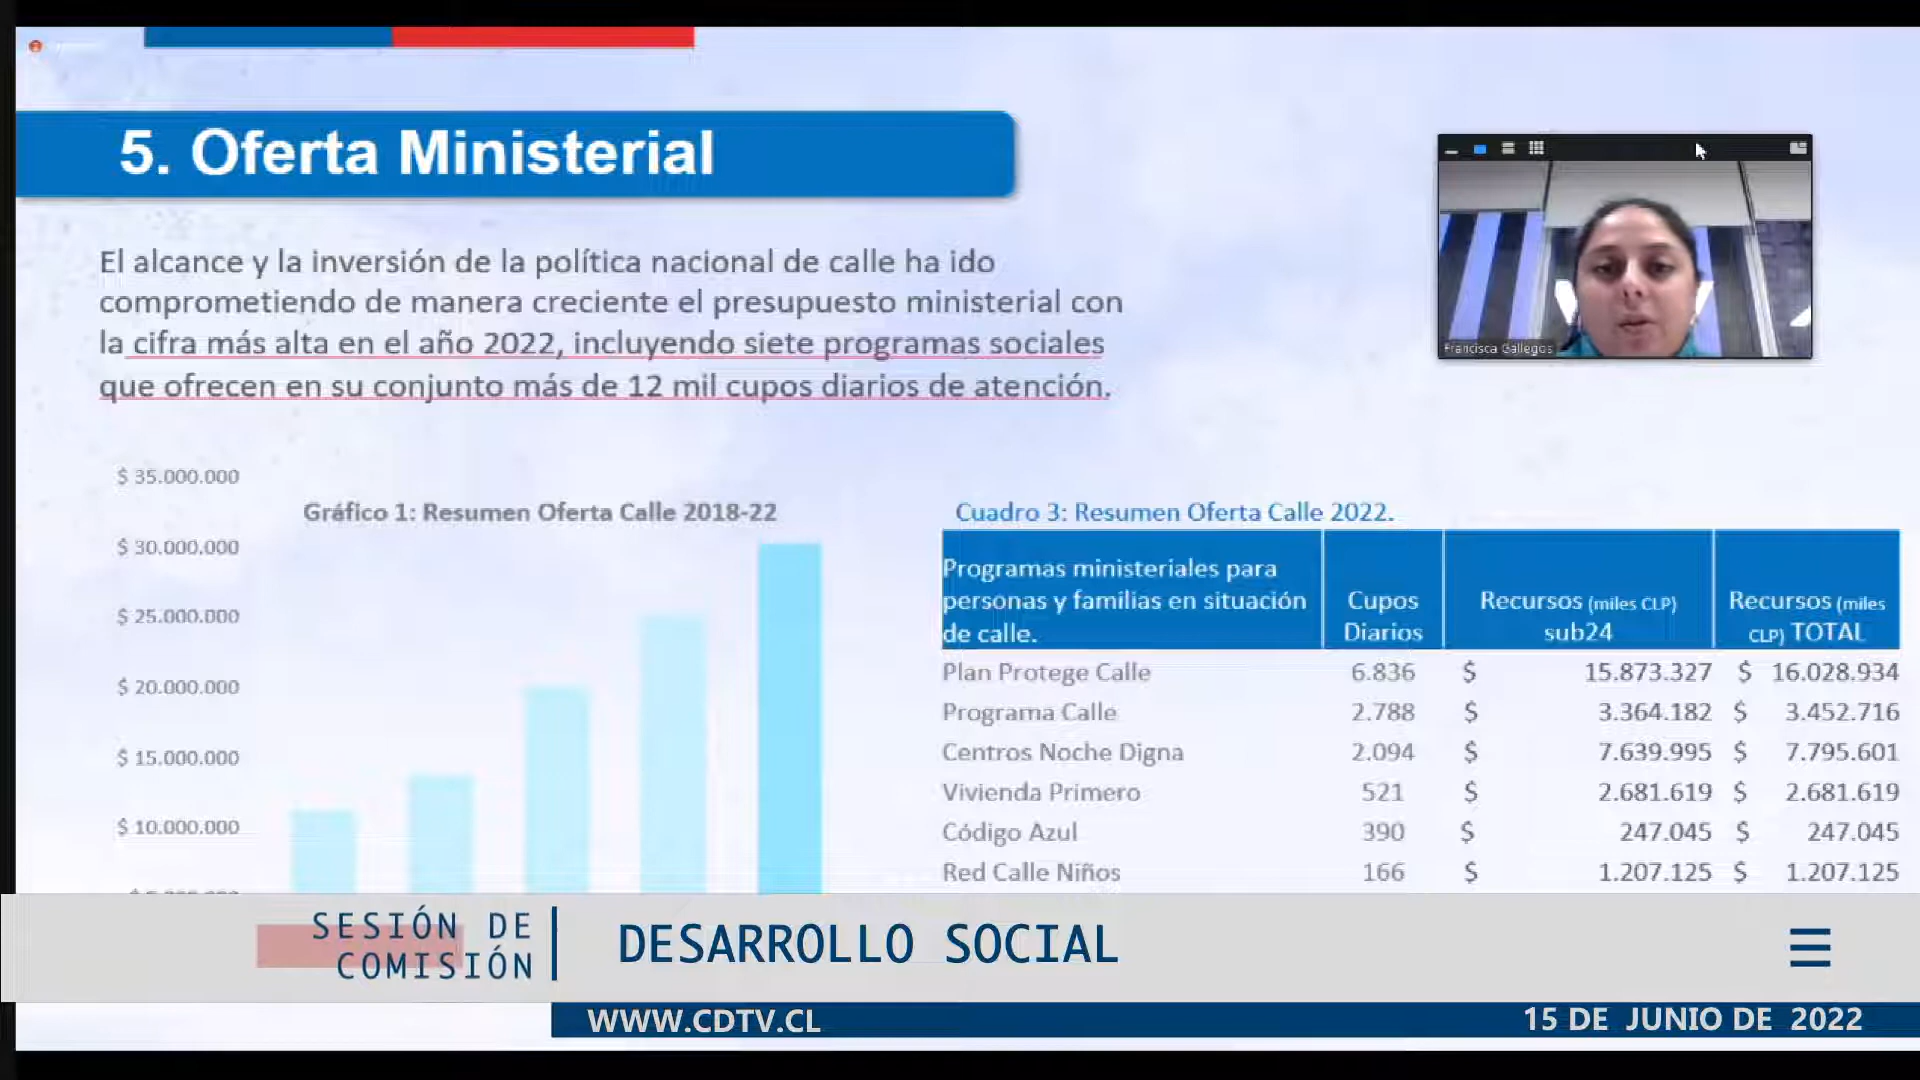 5. Oferta Ministerial
El alcance y la inversión de la política nacional de calle ha ido
comprometiendo de manera creciente el presupuesto ministerial con
la cifra más alta en el año 2022, incluyendo siete programas sociales
que ofrecen en su conjunto más de 12 mil cupos diarios de atención.
Francisca Gallegos
$ 35.000.000
Gráfico 1: Resumen Oferta Calle 2018-22
$ 30.000.000
$ 25.000.000
$ 20.000.000
$ 15.000.000
$ 10.000.000
Cuadro 3: Resumen Oferta Calle 2022.
Programas ministeriales para
personas y familias en situación
de calle.
Cupos
Diarios
Recursos (miles CLP)
sub24
Recursos (miles
CLP) TOTAL
Plan Protege Calle 6.836 $ 15.873.327 $ 16.028.934
Programa Calle 2.788 $ 3.364.182 $ 3.452.716
Centros Noche Digna 2.094 $ 7.639.995 $ 7.795.601
Vivienda Primero 521 $ 2.681.619 $ 2.681.619
Código Azul 390 $ 247.045 $ 247.045
Red Calle Niños 166 $ 1.207.125 $ 1.207.125
SESIÓN DE
COMISIÓN
DESARROLLO SOCIAL
WWW.CDTV.CL
15 DE JUNIO DE 2022